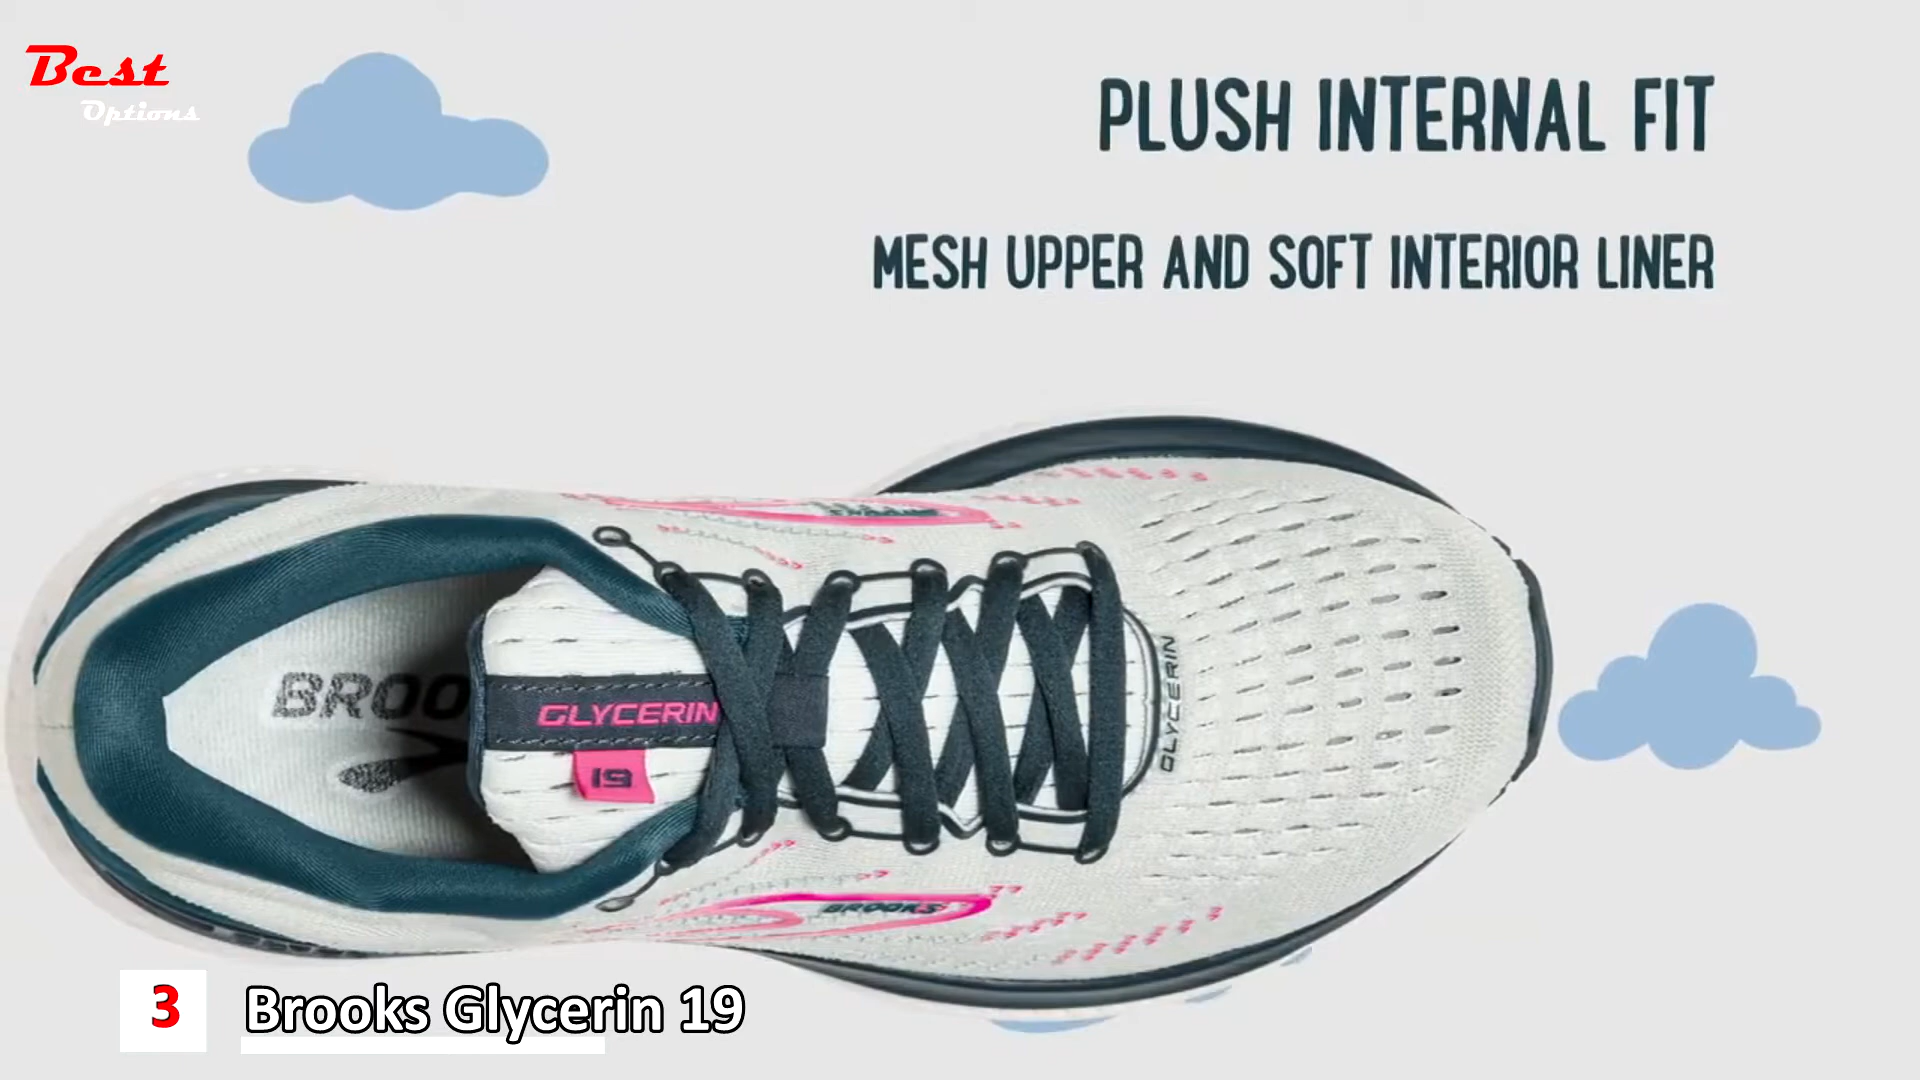 Best
Options
PLUSH INTERNAL FIT
MESH UPPER AND SOFT INTERIOR LINER
BROO
GLYCERIN
19
GLYCERIN
BROOKS
3
Brooks Glycerin 19